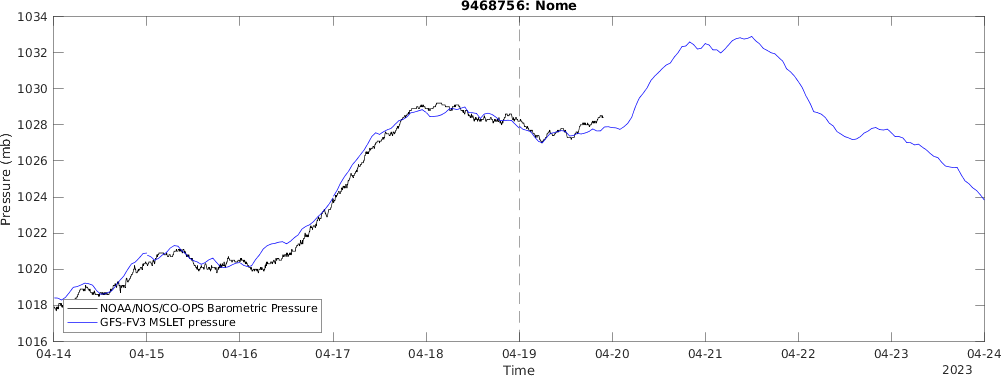 9468756: Nome
1034
1032
1030
1028
1026
1024
1022
1020
1018
1016
Pressure (mb)
NOAA/NOS/CO-OPS Barometric Pressure
GFS-FV3 MSLET pressure
04-14 04-15 04-16 04-17 04-18 04-19 04-20 04-21 04-22 04-23 04-24
Time
2023